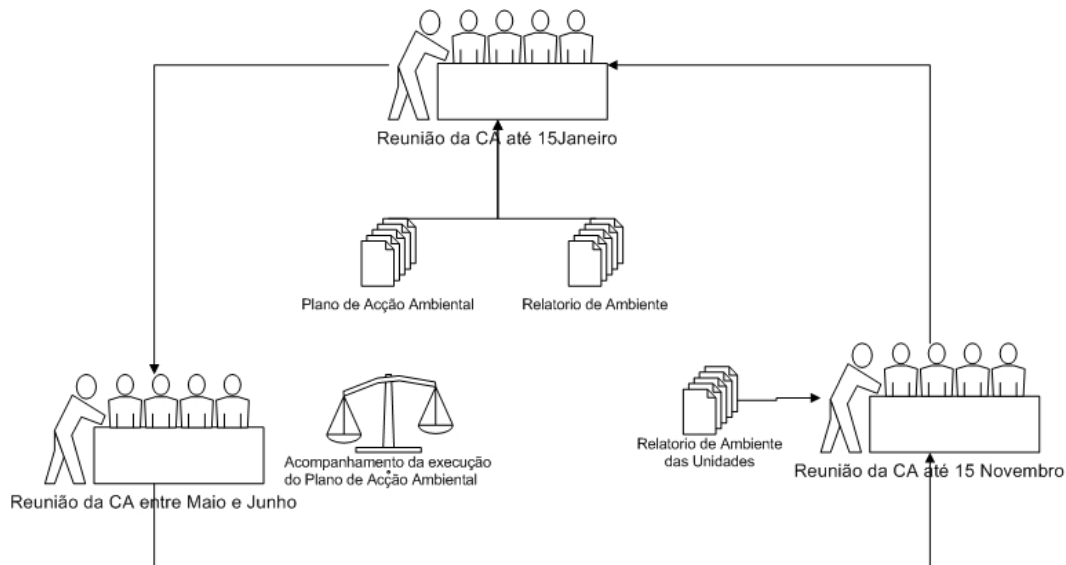 Reunião da CA até 15Janeiro
Plano de Acção Ambiental
Relatorio de Ambiente
Relatorio de Ambiente
das Unidades
Reunião da CA até 15 Novembro
Acompanhamento da execução
do Plano de Acção Ambiental
Reunião da CA entre Maio e Junho